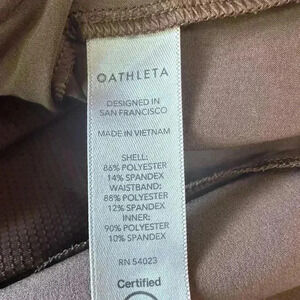 ATHLETA
DESIGNED IN
SAN FRANCISCO
MADE IN VIETNAM
SHELL:
86% POLYESTER
14% SPANDEX
WAISTBAND:
88% POLYESTER
12% SPANDEX
INNER:
90% POLYESTER
10% SPANDEX
RN 54023
Certified